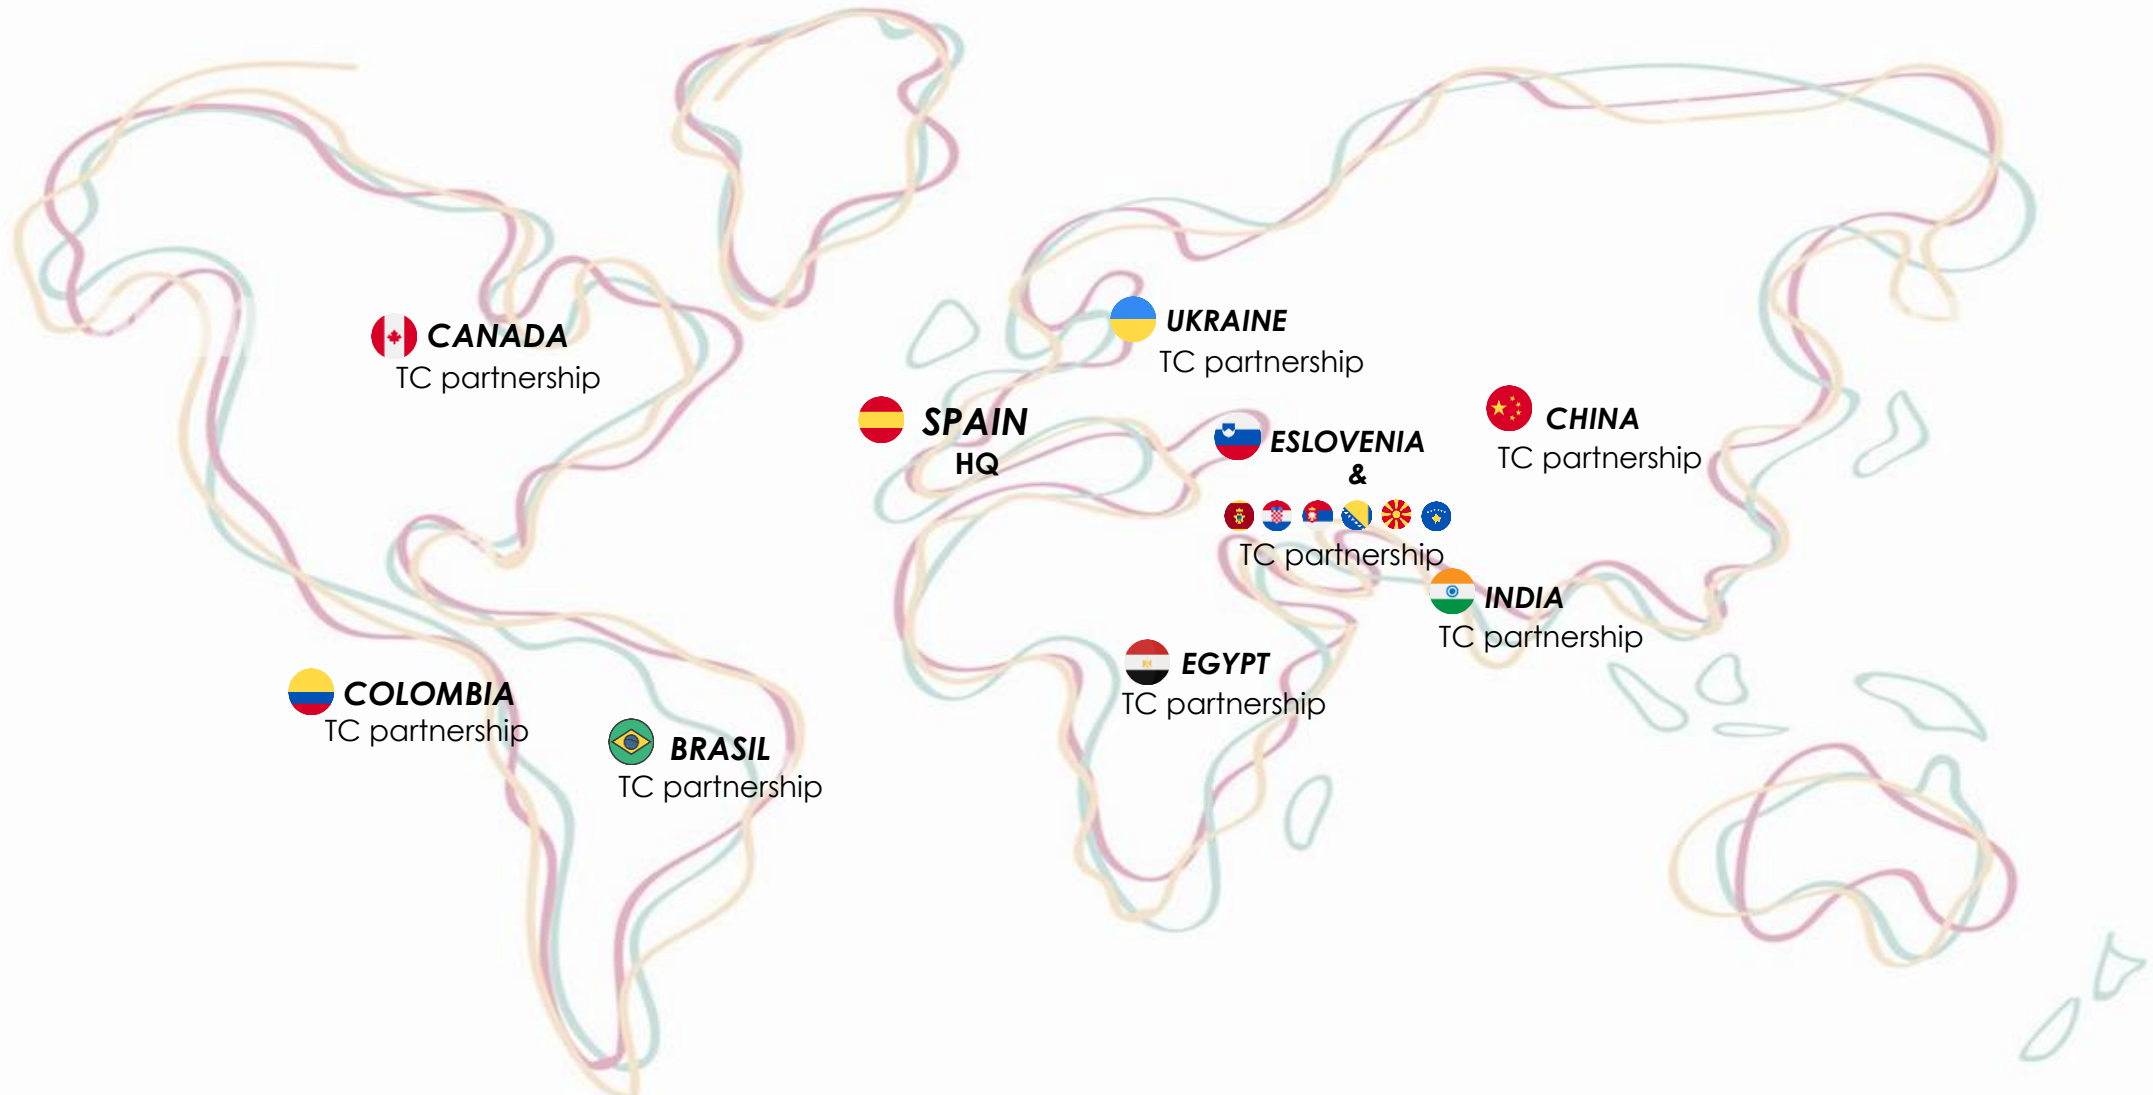 CANADA
TC partnership
UKRAINE
TC partnership
SPAIN
HQ
ESLOVENIA
&
TC partnership
CHINA
TC partnership
INDIA
TC partnership
EGYPT
TC partnership
COLOMBIA
TC partnership
BRASIL
TC partnership